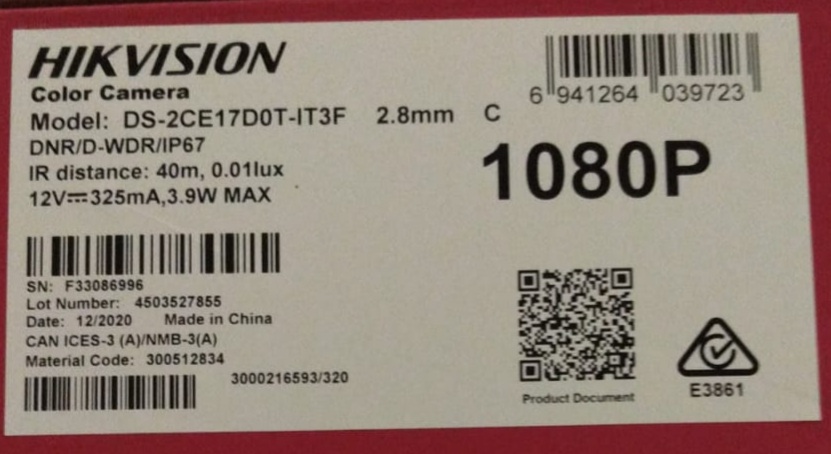 HIKVISION
Color Camera
Model: DS-2CE17D0T-IT3F 2.8mm C
DNR/D-WDR/IP67
IR distance: 40m, 0.01lux
12V⎓325mA,3.9W MAX
6 941264 039723
1080P
SN: F33086996
Lot Number: 4503527855
Date: 12/2020 Made in China
CAN ICES-3 (A)/NMB-3(A)
Material Code: 300512834
3000216593/320
Product Document
E3861